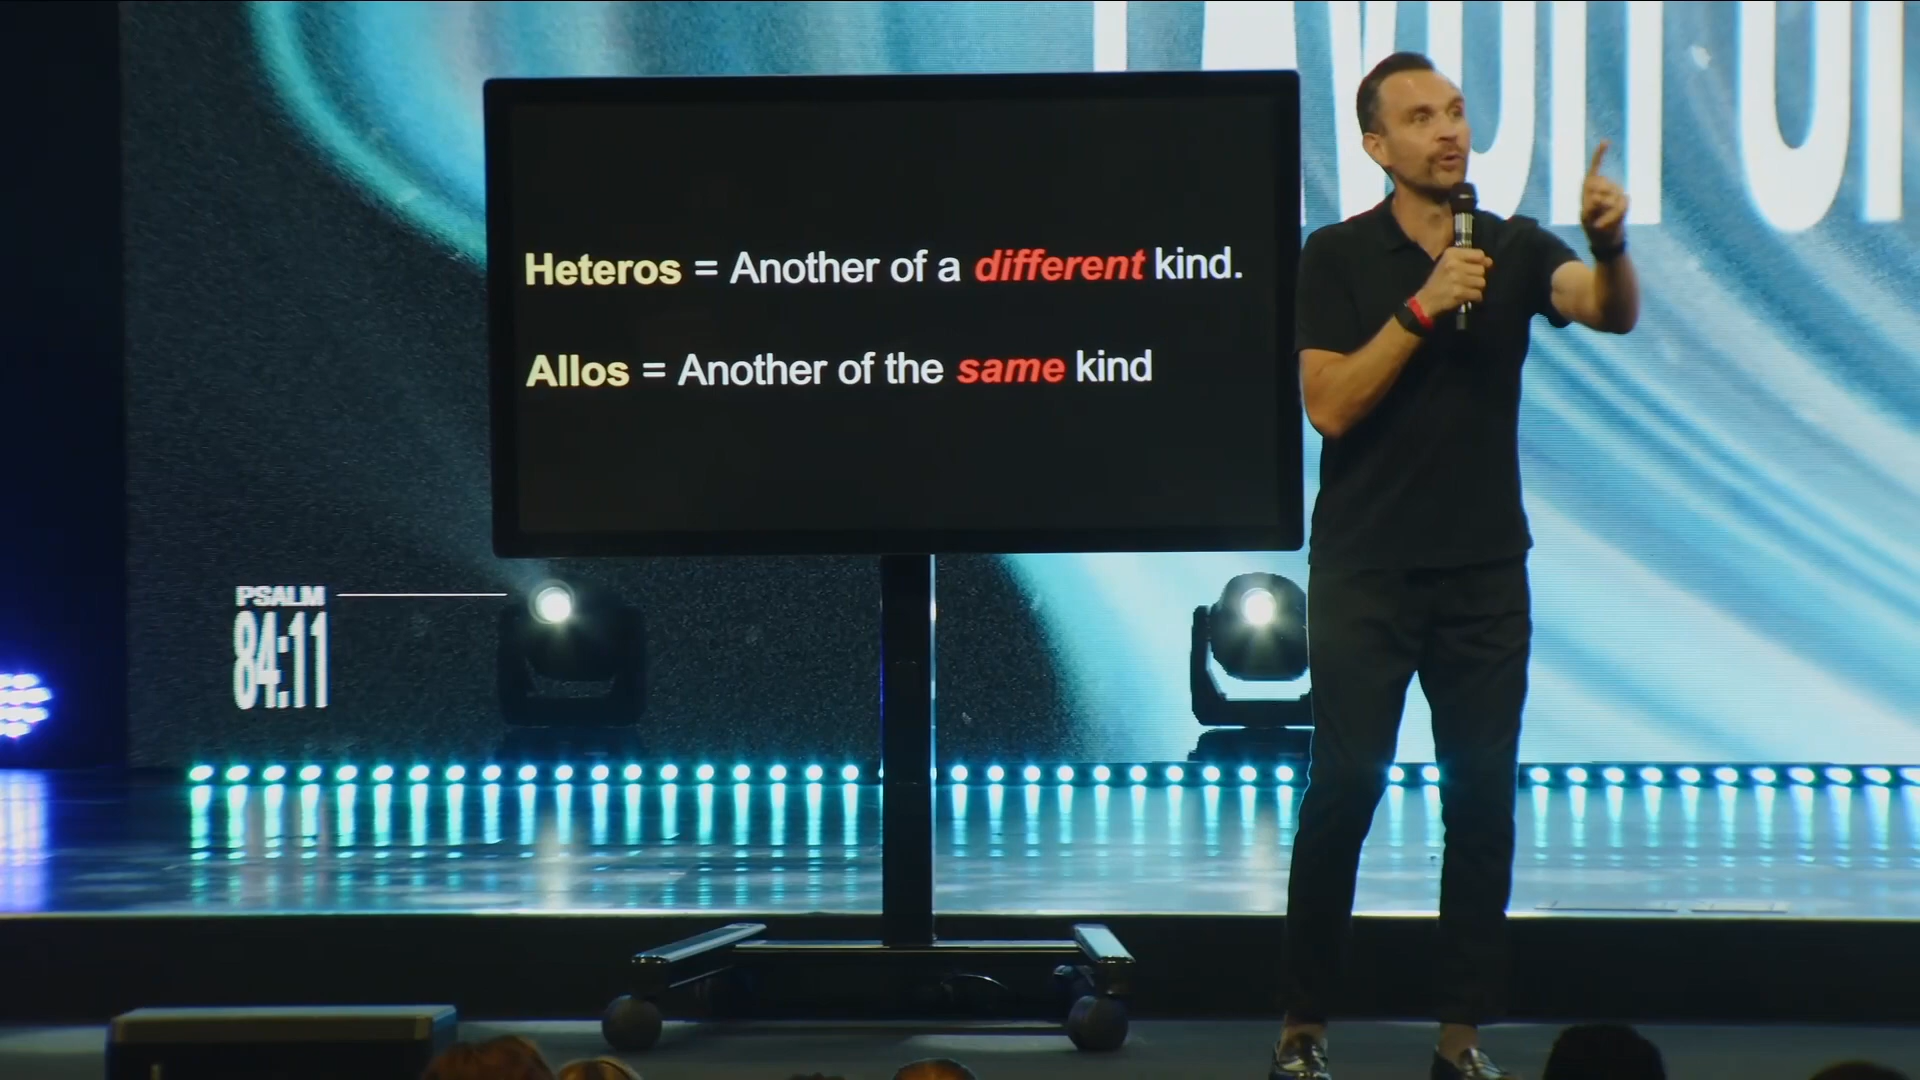 Heteros = Another of a different kind.
Allos = Another of the same kind
PSALM
84:11